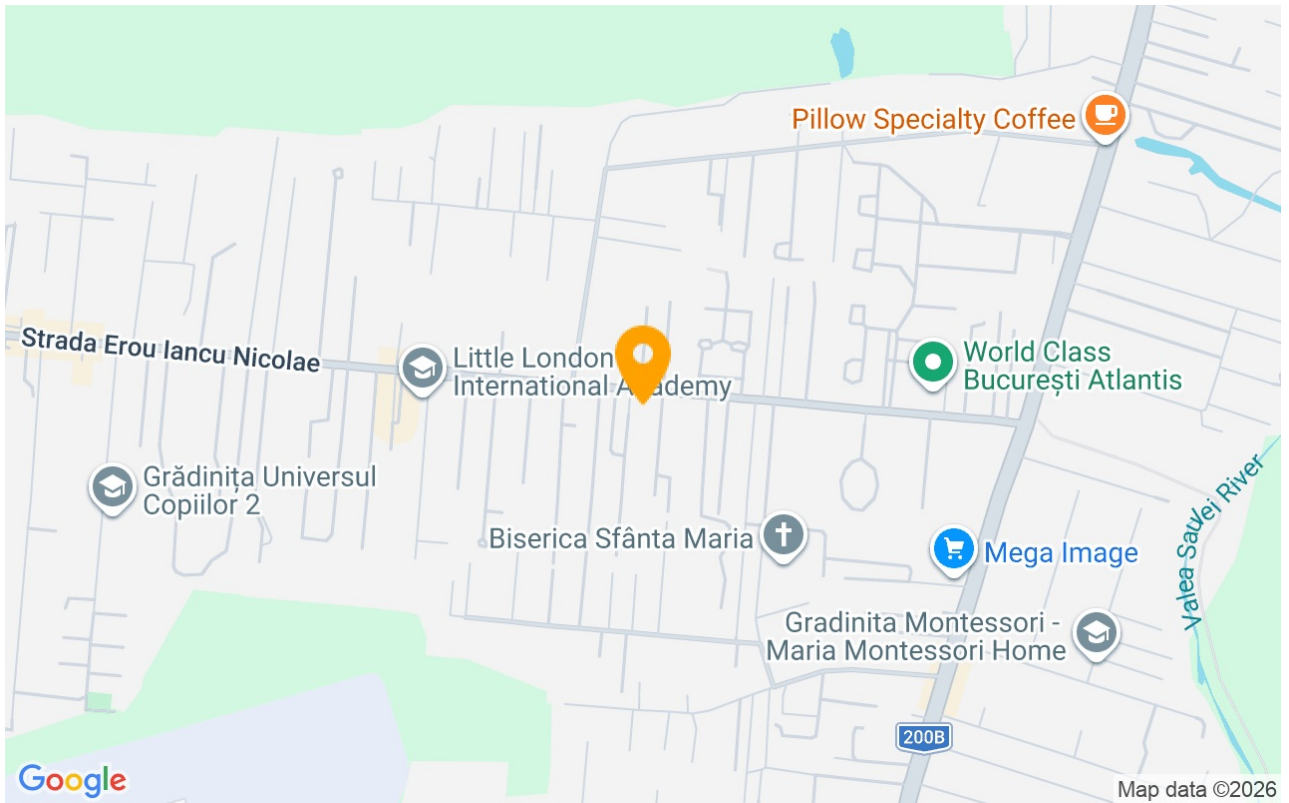 Pillow Specialty Coffee
Strada Erou Iancu Nicolae
Little London
International Academy
World Class
București Atlantis
Grădinița Universul
Copiilor 2
Biserica Sfânta Maria
Mega Image
Valea Saulei River
Gradinita Montessori -
Maria Montessori Home
200B
Google
Map data ©2026